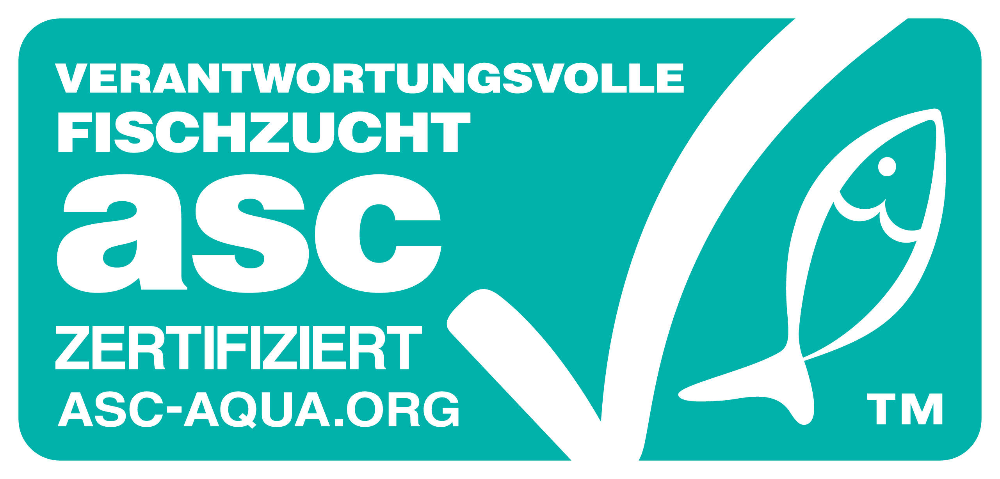 VERANTWORTUNGSVOLLE
FISCHZUCHT
asc
ZERTIFIZIERT
ASC-AQUA.ORG
TM